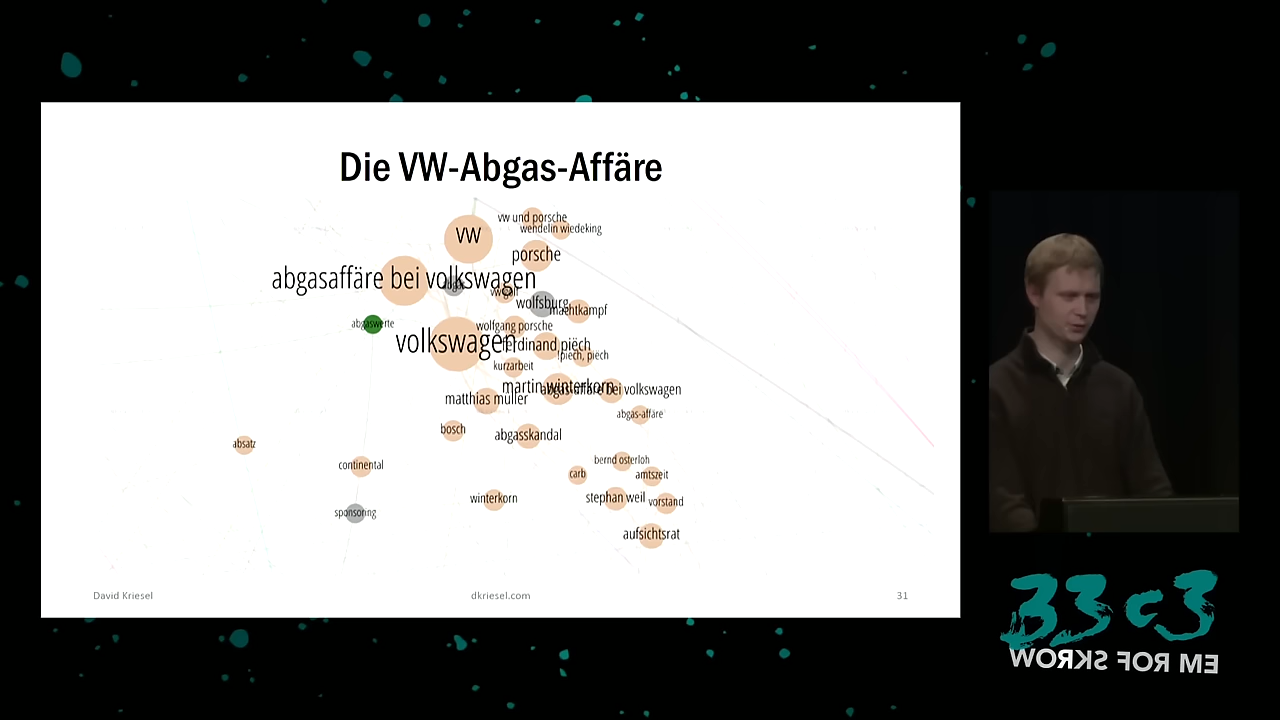 Die VW-Abgas-Affäre
vw und porsche
wendelin wiedeking
VW
porsche
abgasaffäre bei volkswagen
wolfsburg
machtkampf
abgaswerte
wolfgang porsche
volkswagen
ferdinand piëch
piech, piech
kurzarbeit
martin winterkorn
abgas-affäre bei volkswagen
matthias müller
abgas-affäre
bosch
abgasskandal
absatz
continental
bernd osterloh
carb
amtszeit
winterkorn
stephan weil
vorstand
sponsoring
aufsichtsrat
David Kriesel
dkriesel.com
31
33c3
WORKS FOR ME